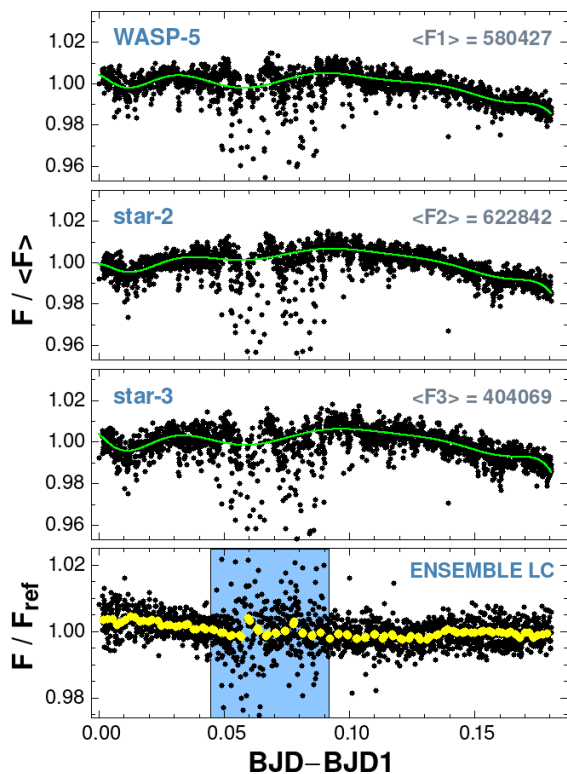 1.02
WASP-5
<F1> = 580427
1.00
0.98
0.96
1.02
star-2
<F2> = 622842
1.00
0.98
0.96
F / <F>
1.02
star-3
<F3> = 404069
1.00
0.98
0.96
1.02
ENSEMBLE LC
1.00
0.98
F / Fref
0.00 0.05 0.10 0.15
BJD−BJD1